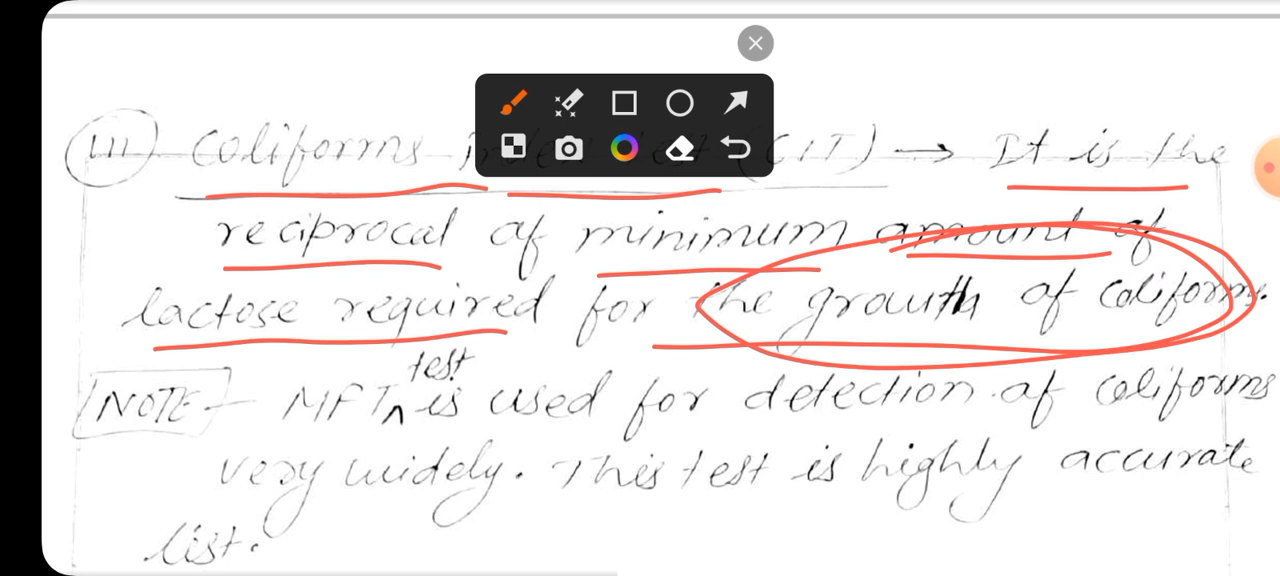 (III) Coliforms (CIT) → It is the
reciprocal of minimum amount of
lactose required for the growth of coliforms.
NOTE - MFT test is used for detection of coliforms
very widely. This test is highly accurate
list.